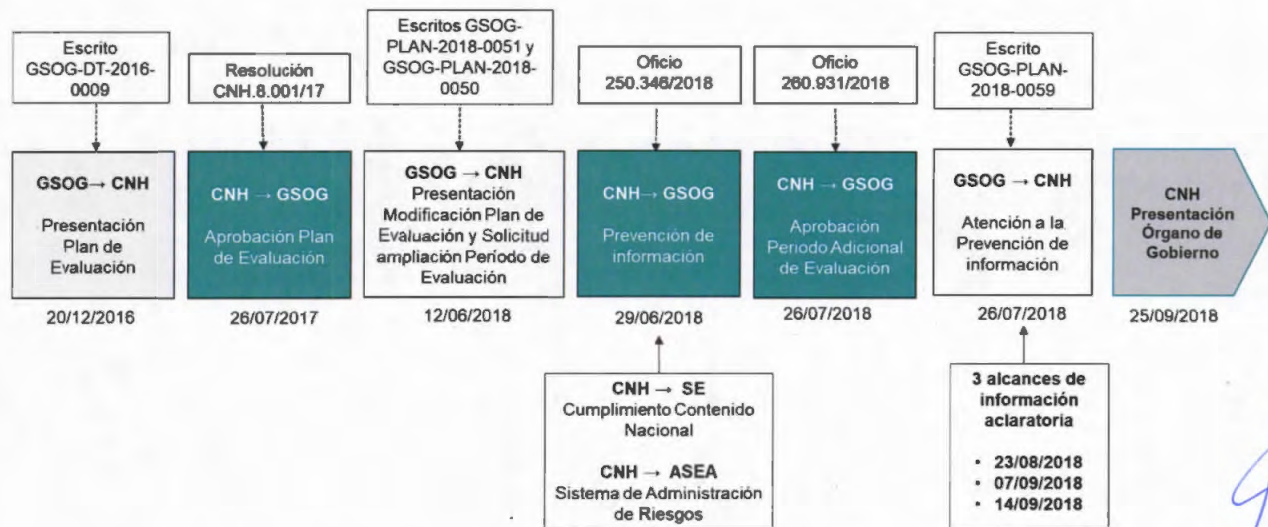 Escrito
GSOG-DT-2016-
0009
Resolución
CNH.8.001/17
Escritos GSOG-
PLAN-2018-0051 y
GSOG-PLAN-2018-
0050
Oficio
250.346/2018
Oficio
260.931/2018
Escrito
GSOG-PLAN-
2018-0059
GSOG → CNH
Presentación
Plan de
Evaluación
CNH → GSOG
Aprobación Plan
de Evaluación
GSOG → CNH
Presentación
Modificación Plan de
Evaluación y Solicitud
ampliación Período de
Evaluación
CNH → GSOG
Prevención de
información
CNH → GSOG
Aprobación
Periodo Adicional
de Evaluación
GSOG → CNH
Atención a la
Prevención de
información
CNH
Presentación
Órgano de
Gobierno
20/12/2016
26/07/2017
12/06/2018
29/06/2018
26/07/2018
26/07/2018
25/09/2018
CNH → SE
Cumplimiento Contenido
Nacional
CNH → ASEA
Sistema de Administración
de Riesgos
3 alcances de
información
aclaratoria
• 23/08/2018
• 07/09/2018
• 14/09/2018